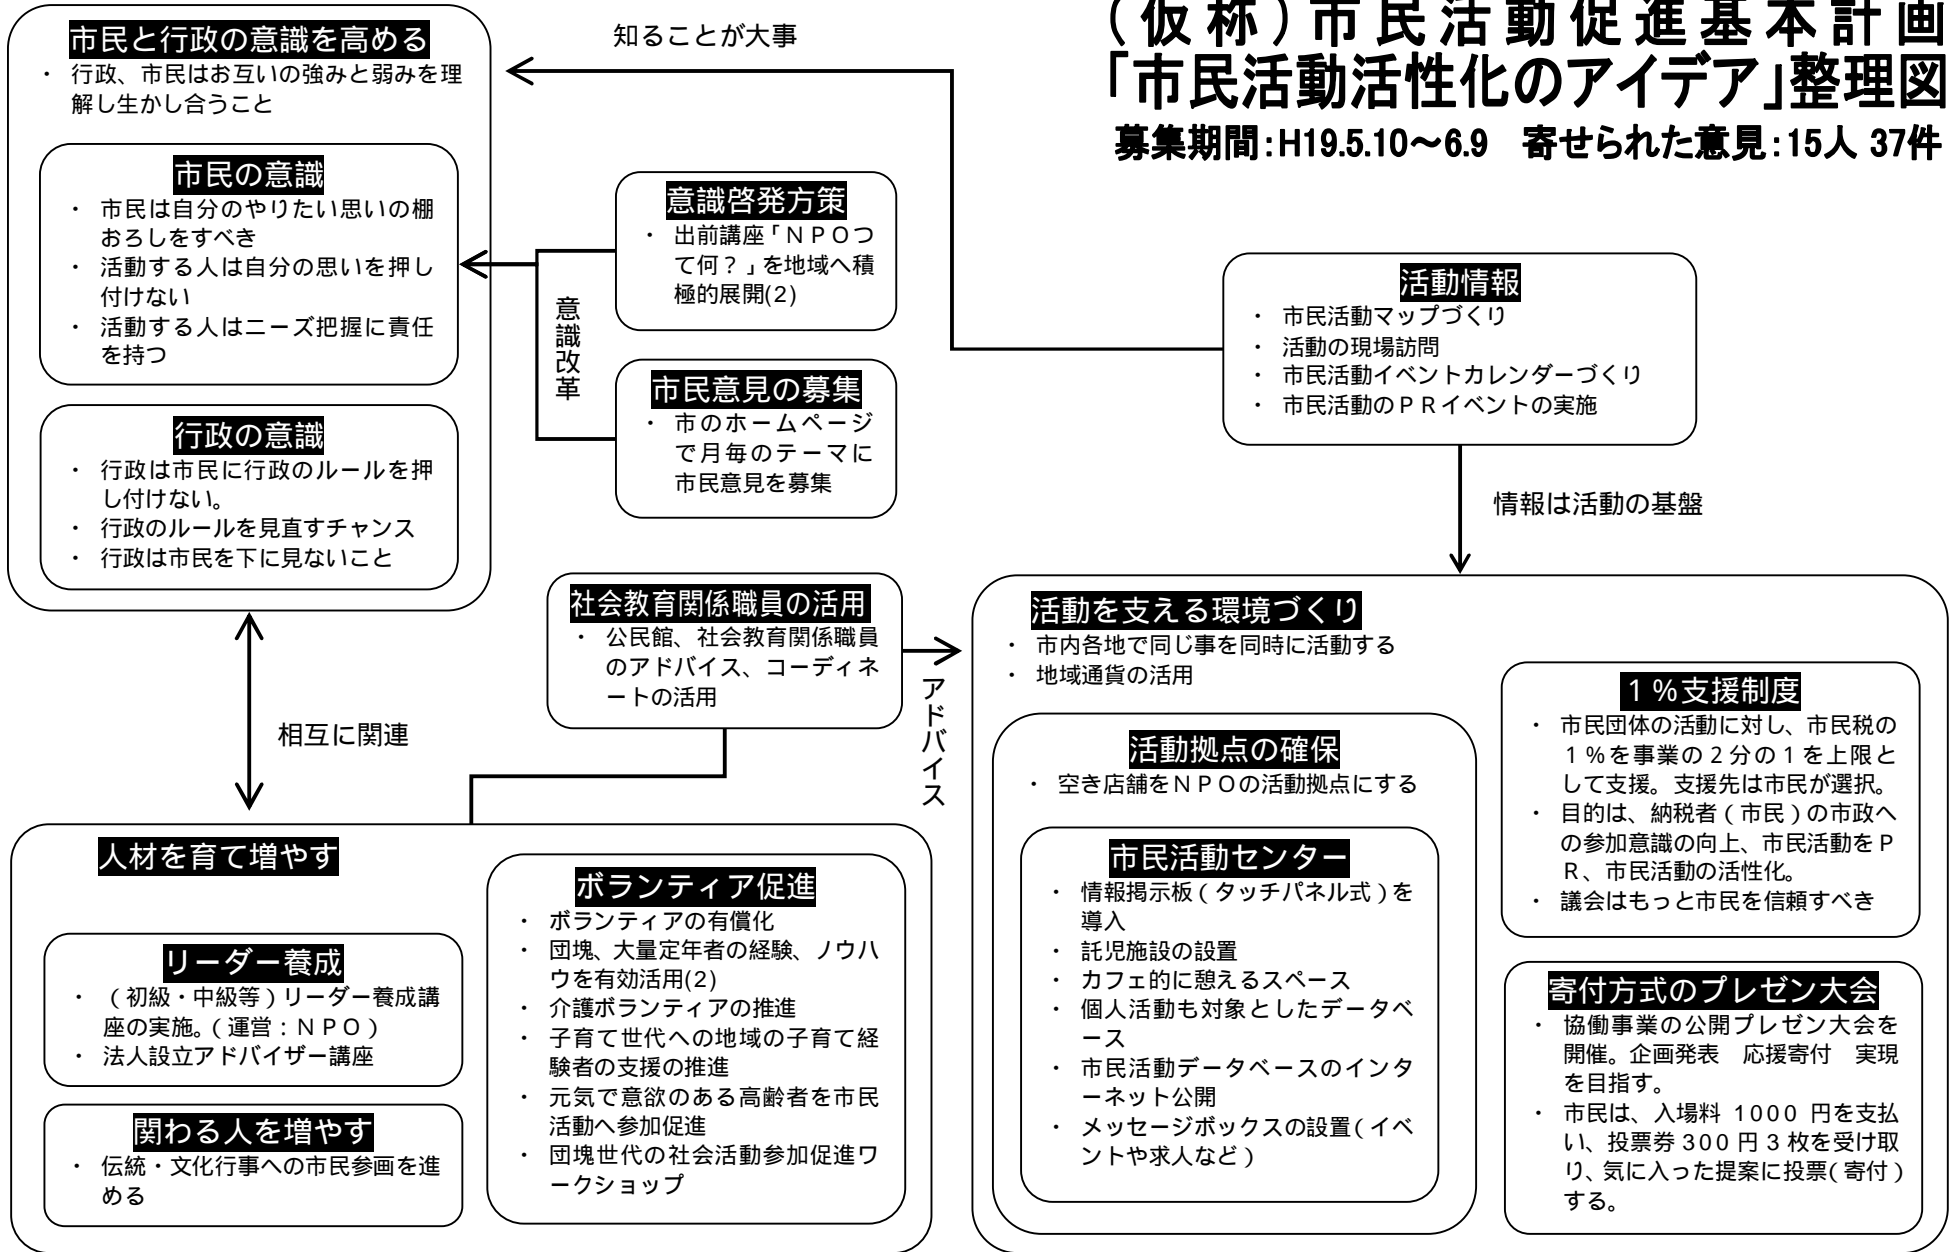 (仮称)市民活動促進基本計画
「市民活動活性化のアイデア」整理図
募集期間:H19.5.10～6.9　寄せられた意見:15人 37件
市民と行政の意識を高める
・ 行政、市民はお互いの強みと弱みを理
解し生かし合うこと
市民の意識
・ 市民は自分のやりたい思いの棚
おろしをすべき
・ 活動する人は自分の思いを押し
付けない
・ 活動する人はニーズ把握に責任
を持つ
行政の意識
・ 行政は市民に行政のルールを押
し付けない。
・ 行政のルールを見直すチャンス
・ 行政は市民を下に見ないこと
知ることが大事
意識啓発方策
・ 出前講座「ＮＰＯつ
て何？」を地域へ積
極的展開(2)
意識改革
市民意見の募集
・ 市のホームページ
で月毎のテーマに
市民意見を募集
活動情報
・ 市民活動マップづくり
・ 活動の現場訪問
・ 市民活動イベントカレンダーづくり
・ 市民活動のＰＲイベントの実施
情報は活動の基盤
社会教育関係職員の活用
・ 公民館、社会教育関係職員
のアドバイス、コーディネ
ートの活用
アドバイス
相互に関連
人材を育て増やす
リーダー養成
・ （初級・中級等）リーダー養成講
座の実施。（運営：ＮＰＯ）
・ 法人設立アドバイザー講座
関わる人を増やす
・ 伝統・文化行事への市民参画を進
める
ボランティア促進
・ ボランティアの有償化
・ 団塊、大量定年者の経験、ノウハ
ウを有効活用(2)
・ 介護ボランティアの推進
・ 子育て世代への地域の子育て経
験者の支援の推進
・ 元気で意欲のある高齢者を市民
活動へ参加促進
・ 団塊世代の社会活動参加促進ワ
ークショップ
活動を支える環境づくり
・ 市内各地で同じ事を同時に活動する
・ 地域通貨の活用
活動拠点の確保
・ 空き店舗をＮＰＯの活動拠点にする
市民活動センター
・ 情報掲示板（タッチパネル式）を
導入
・ 託児施設の設置
・ カフェ的に憩えるスペース
・ 個人活動も対象としたデータベ
ース
・ 市民活動データベースのインタ
ーネット公開
・ メッセージボックスの設置（イベ
ントや求人など）
１％支援制度
・ 市民団体の活動に対し、市民税の
１％を事業の２分の１を上限と
して支援。支援先は市民が選択。
・ 目的は、納税者（市民）の市政へ
の参加意識の向上、市民活動をＰ
Ｒ、市民活動の活性化。
・ 議会はもっと市民を信頼すべき
寄付方式のプレゼン大会
・ 協働事業の公開プレゼン大会を
開催。企画発表　応援寄付　実現
を目指す。
・ 市民は、入場料 1000 円を支払
い、投票券 300 円 3 枚を受け取
り、気に入った提案に投票（寄付）
する。